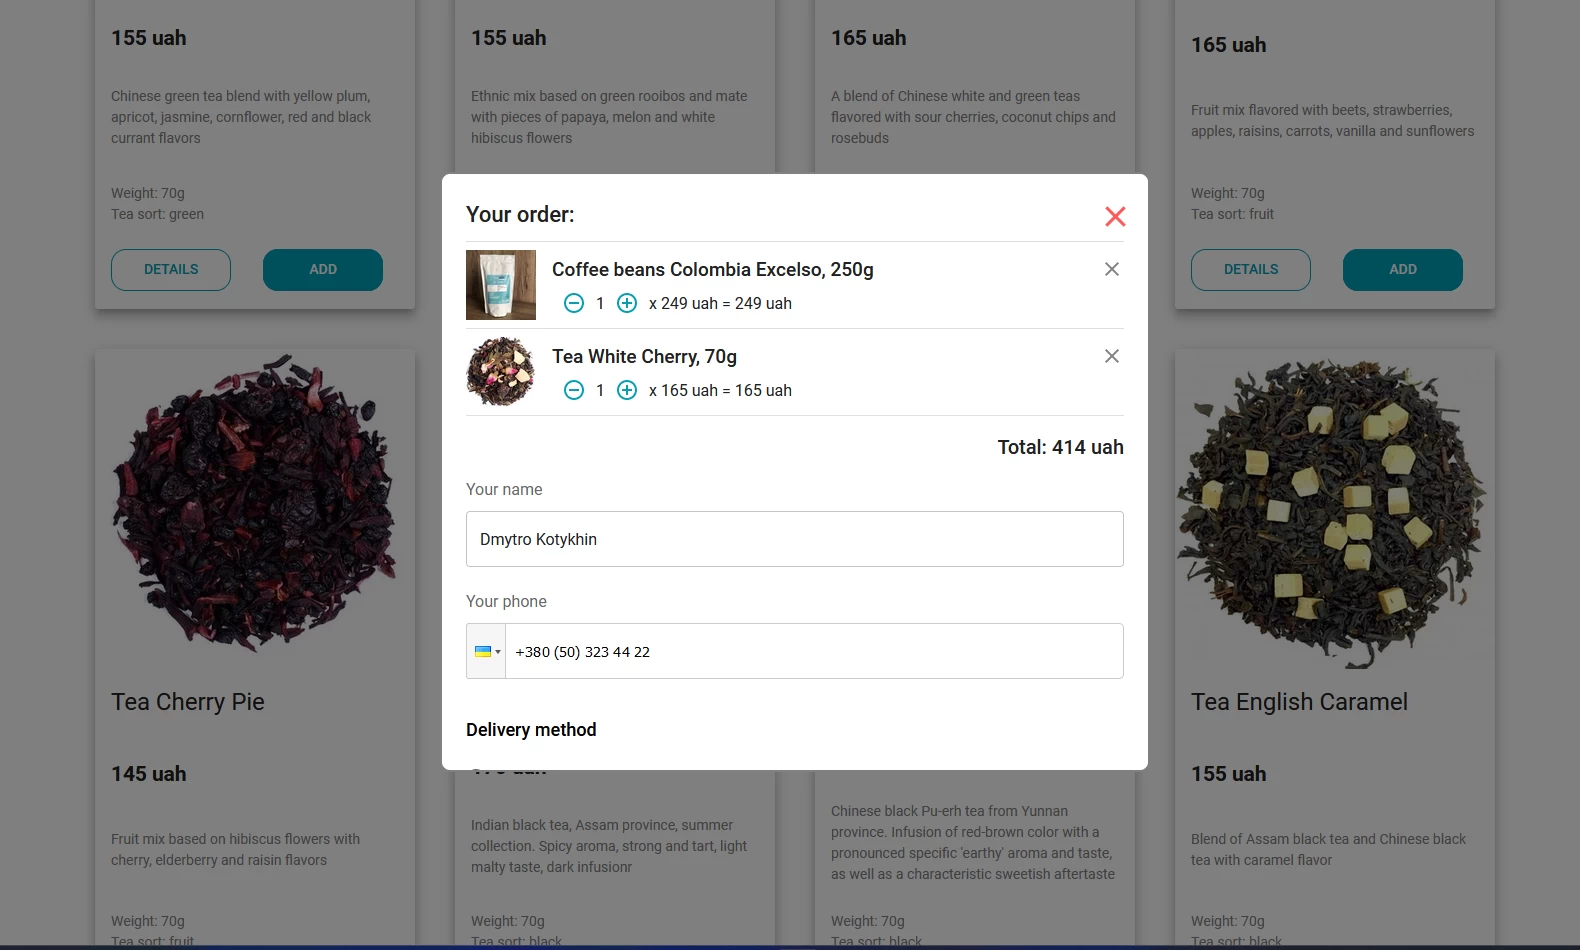 155 uah
155 uah
165 uah
165 uah
Chinese green tea blend with yellow plum,
apricot, jasmine, cornflower, red and black
currant flavors
Ethnic mix based on green rooibos and mate
with pieces of papaya, melon and white
hibiscus flowers
A blend of Chinese white and green teas
flavored with sour cherries, coconut chips and
rosebuds
Fruit mix flavored with beets, strawberries,
apples, raisins, carrots, vanilla and sunflowers
Weight: 70g
Tea sort: green
DETAILS
ADD
Weight: 70g
Tea sort: fruit
DETAILS
ADD
Your order:
Coffee beans Colombia Excelso, 250g
1 x 249 uah = 249 uah
Tea White Cherry, 70g
1 x 165 uah = 165 uah
Total: 414 uah
Your name
Dmytro Kotykhin
Your phone
+380 (50) 323 44 22
Delivery method
Tea Cherry Pie
145 uah
Fruit mix based on hibiscus flowers with
cherry, elderberry and raisin flavors
Weight: 70g
Tea sort: fruit
uah
Indian black tea, Assam province, summer
collection. Spicy aroma, strong and tart, light
malty taste, dark infusionr
Weight: 70g
Tea sort: black
Chinese black Pu-erh tea from Yunnan
province. Infusion of red-brown color with a
pronounced specific 'earthy' aroma and taste,
as well as a characteristic sweetish aftertaste
Weight: 70g
Tea sort: black
Tea English Caramel
155 uah
Blend of Assam black tea and Chinese black
tea with caramel flavor
Weight: 70g
Tea sort: black